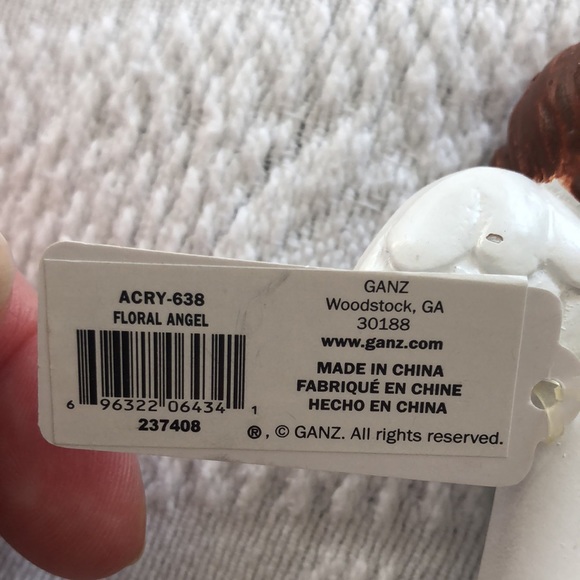 ACRY-638
FLORAL ANGEL
6 96322 06434 1
237408
GANZ
Woodstock, GA
30188
www.ganz.com
MADE IN CHINA
FABRIQUÉ EN CHINE
HECHO EN CHINA
®, © GANZ. All rights reserved.